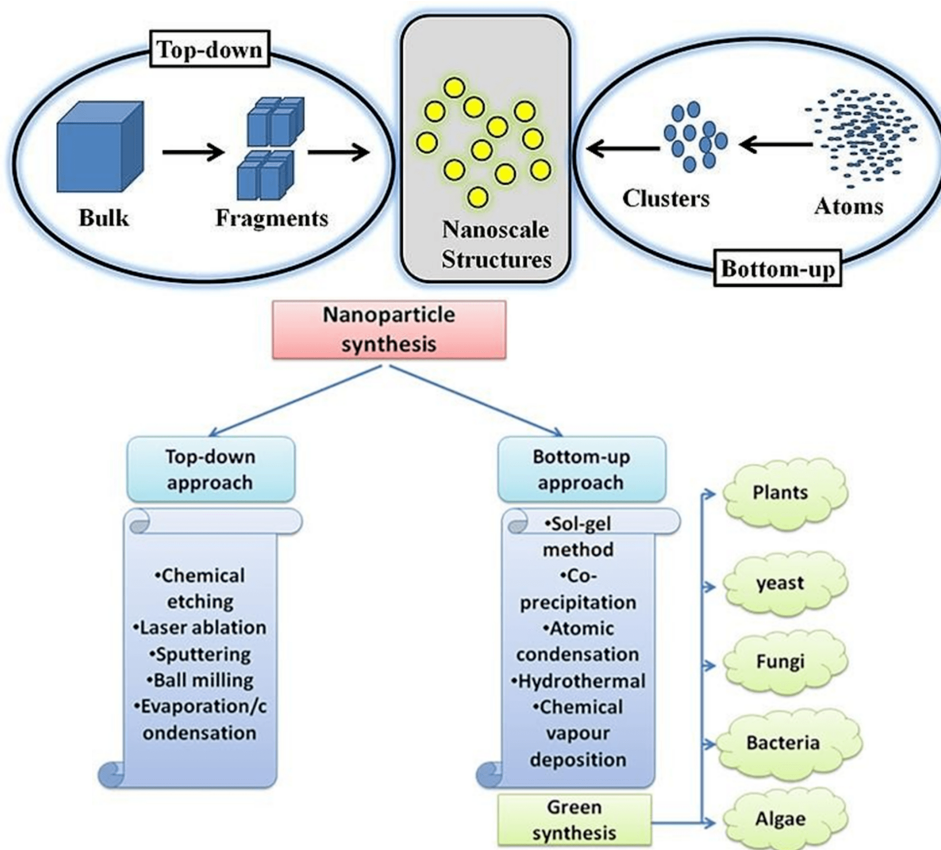 Top-down
Bulk
Fragments
Nanoscale
Structures
Clusters
Atoms
Bottom-up
Nanoparticle
synthesis
Top-down
approach
•Chemical
etching
•Laser ablation
•Sputtering
•Ball milling
•Evaporation/c
ondensation
Bottom-up
approach
•Sol-gel
method
•Co-
precipitation
•Atomic
condensation
•Hydrothermal
•Chemical
vapour
deposition
Green
synthesis
Plants
yeast
Fungi
Bacteria
Algae